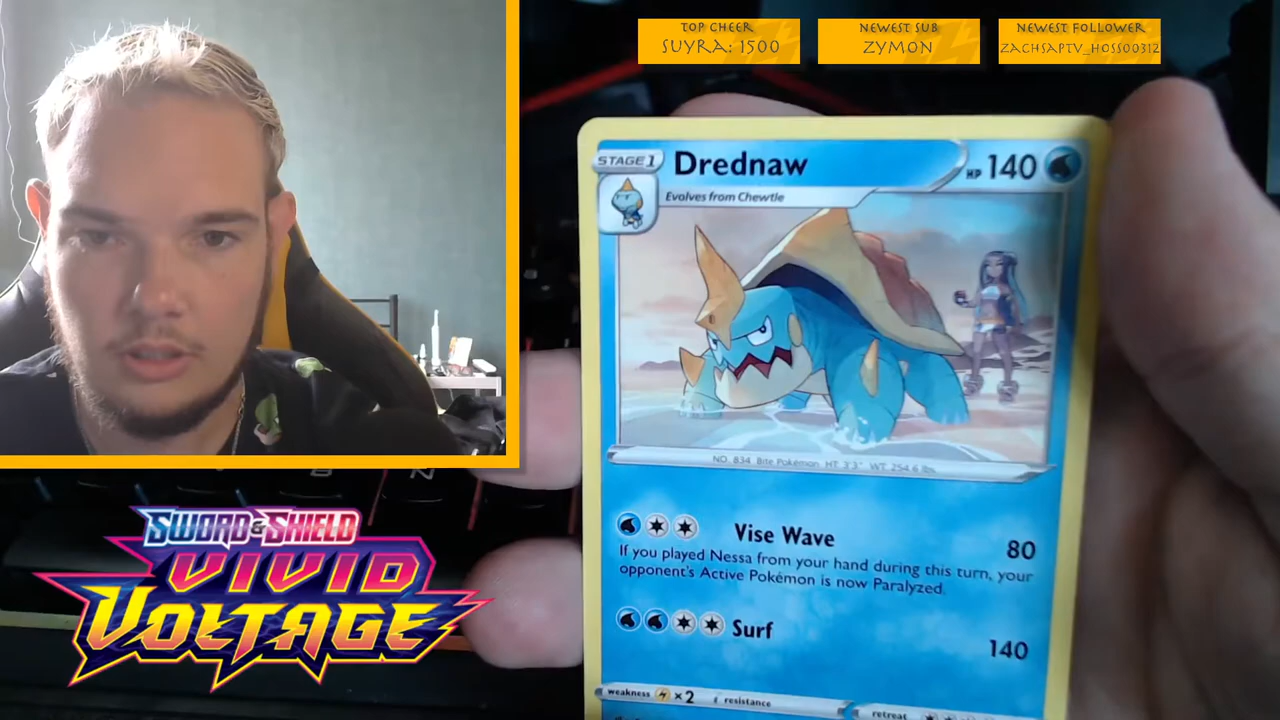 TOP CHEER
SUYRA: 1500
NEWEST SUB
ZYMON
NEWEST FOLLOWER
ZACHSAPTV_HOSS00312
STAGE 1
Drednaw
HP 140
Evolves from Chewtle
NO. 834 Bite Pokémon HT. 3'3" WT. 254.6 lbs.
Vise Wave 80
If you played Nessa from your hand during this turn, your
opponent's Active Pokémon is now Paralyzed.
Surf 140
weakness ×2 resistance retreat
SWORD & SHIELD
VIVID
VOLTAGE